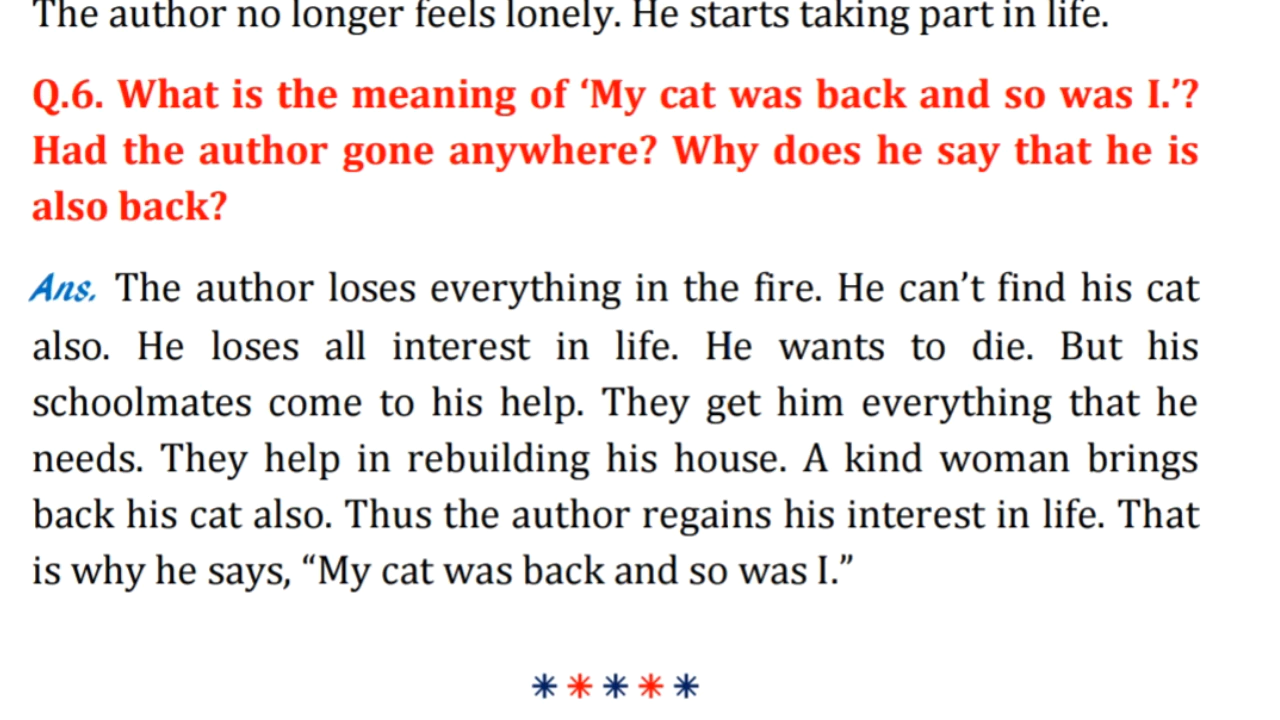 The author no longer feels lonely. He starts taking part in life.
Q.6. What is the meaning of ‘My cat was back and so was I.’?
Had the author gone anywhere? Why does he say that he is
also back?
Ans. The author loses everything in the fire. He can’t find his cat
also. He loses all interest in life. He wants to die. But his
schoolmates come to his help. They get him everything that he
needs. They help in rebuilding his house. A kind woman brings
back his cat also. Thus the author regains his interest in life. That
is why he says, “My cat was back and so was I.”
*****